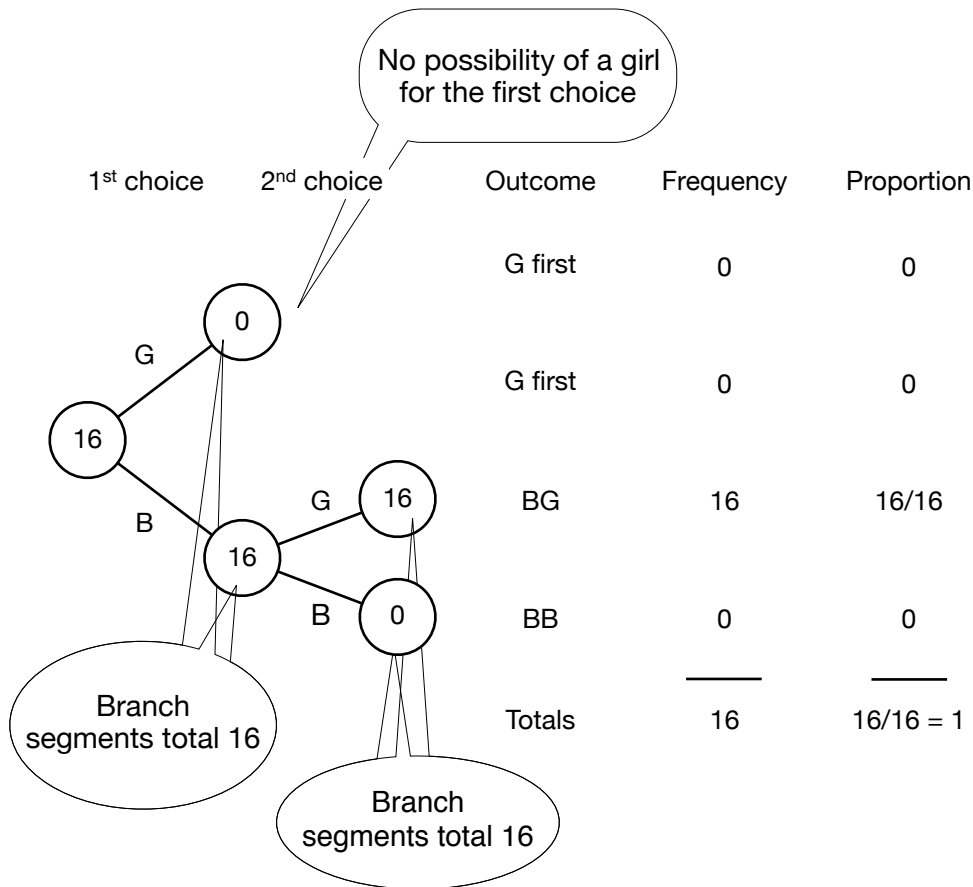 No possibility of a girl
for the first choice
1st choice 2nd choice Outcome Frequency Proportion
G first 0 0
0
G
G first 0 0
16
G 16 BG 16 16/16
B
16
B 0 BB 0 0
Branch
segments total 16
Totals 16 16/16 = 1
Branch
segments total 16